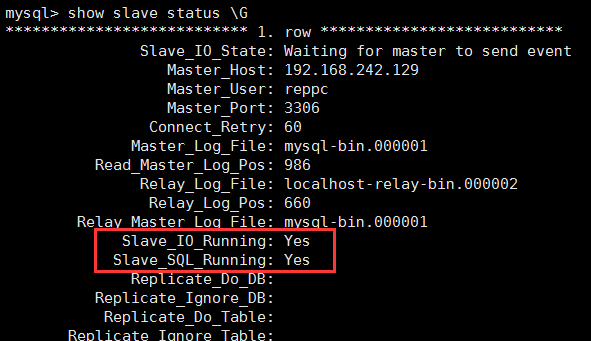 mysql> show slave status \G
*************************** 1. row ***************************
Slave_IO_State: Waiting for master to send event
Master_Host: 192.168.242.129
Master_User: reppc
Master_Port: 3306
Connect_Retry: 60
Master_Log_File: mysql-bin.000001
Read_Master_Log_Pos: 986
Relay_Log_File: localhost-relay-bin.000002
Relay_Log_Pos: 660
Relay_Master_Log_File: mysql-bin.000001
Slave_IO_Running: Yes
Slave_SQL_Running: Yes
Replicate_Do_DB:
Replicate_Ignore_DB:
Replicate_Do_Table:
Replicate_Ignore_Table: